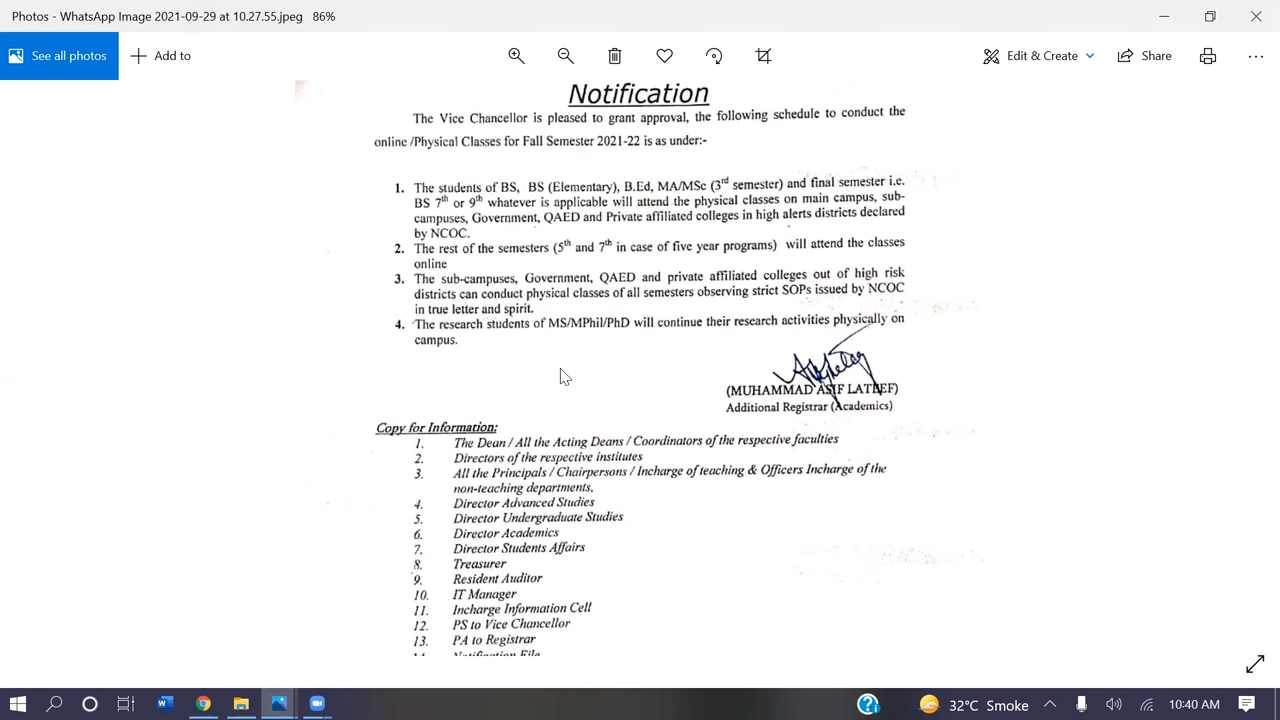 Photos - WhatsApp Image 2021-09-29 at 10.27.55.jpeg 86%
See all photos Add to Edit & Create Share
Notification
The Vice Chancellor is pleased to grant approval, the following schedule to conduct the
online /Physical Classes for Fall Semester 2021-22 is as under:-
1. The students of BS, BS (Elementary), B.Ed, MA/MSc (3rd semester) and final semester i.e.
BS 7th or 9th whatever is applicable will attend the physical classes on main campus, sub-
campuses, Government, QAED and Private affiliated colleges in high alerts districts declared
by NCOC.
2. The rest of the semesters (5th and 7th in case of five year programs) will attend the classes
online
3. The sub-campuses, Government, QAED and private affiliated colleges out of high risk
districts can conduct physical classes of all semesters observing strict SOPs issued by NCOC
in true letter and spirit.
4. The research students of MS/MPhil/PhD will continue their research activities physically on
campus.
(MUHAMMAD ASIF LATEEF)
Additional Registrar (Academics)
Copy for Information:
1. The Dean / All the Acting Deans / Coordinators of the respective faculties
2. Directors of the respective institutes
3. All the Principals / Chairpersons / Incharge of teaching & Officers Incharge of the
non-teaching departments,
4. Director Advanced Studies
5. Director Undergraduate Studies
6. Director Academics
7. Director Students Affairs
8. Treasurer
9. Resident Auditor
10. IT Manager
11. Incharge Information Cell
12. PS to Vice Chancellor
13. PA to Registrar
14. Notification File
32°C Smoke 10:40 AM